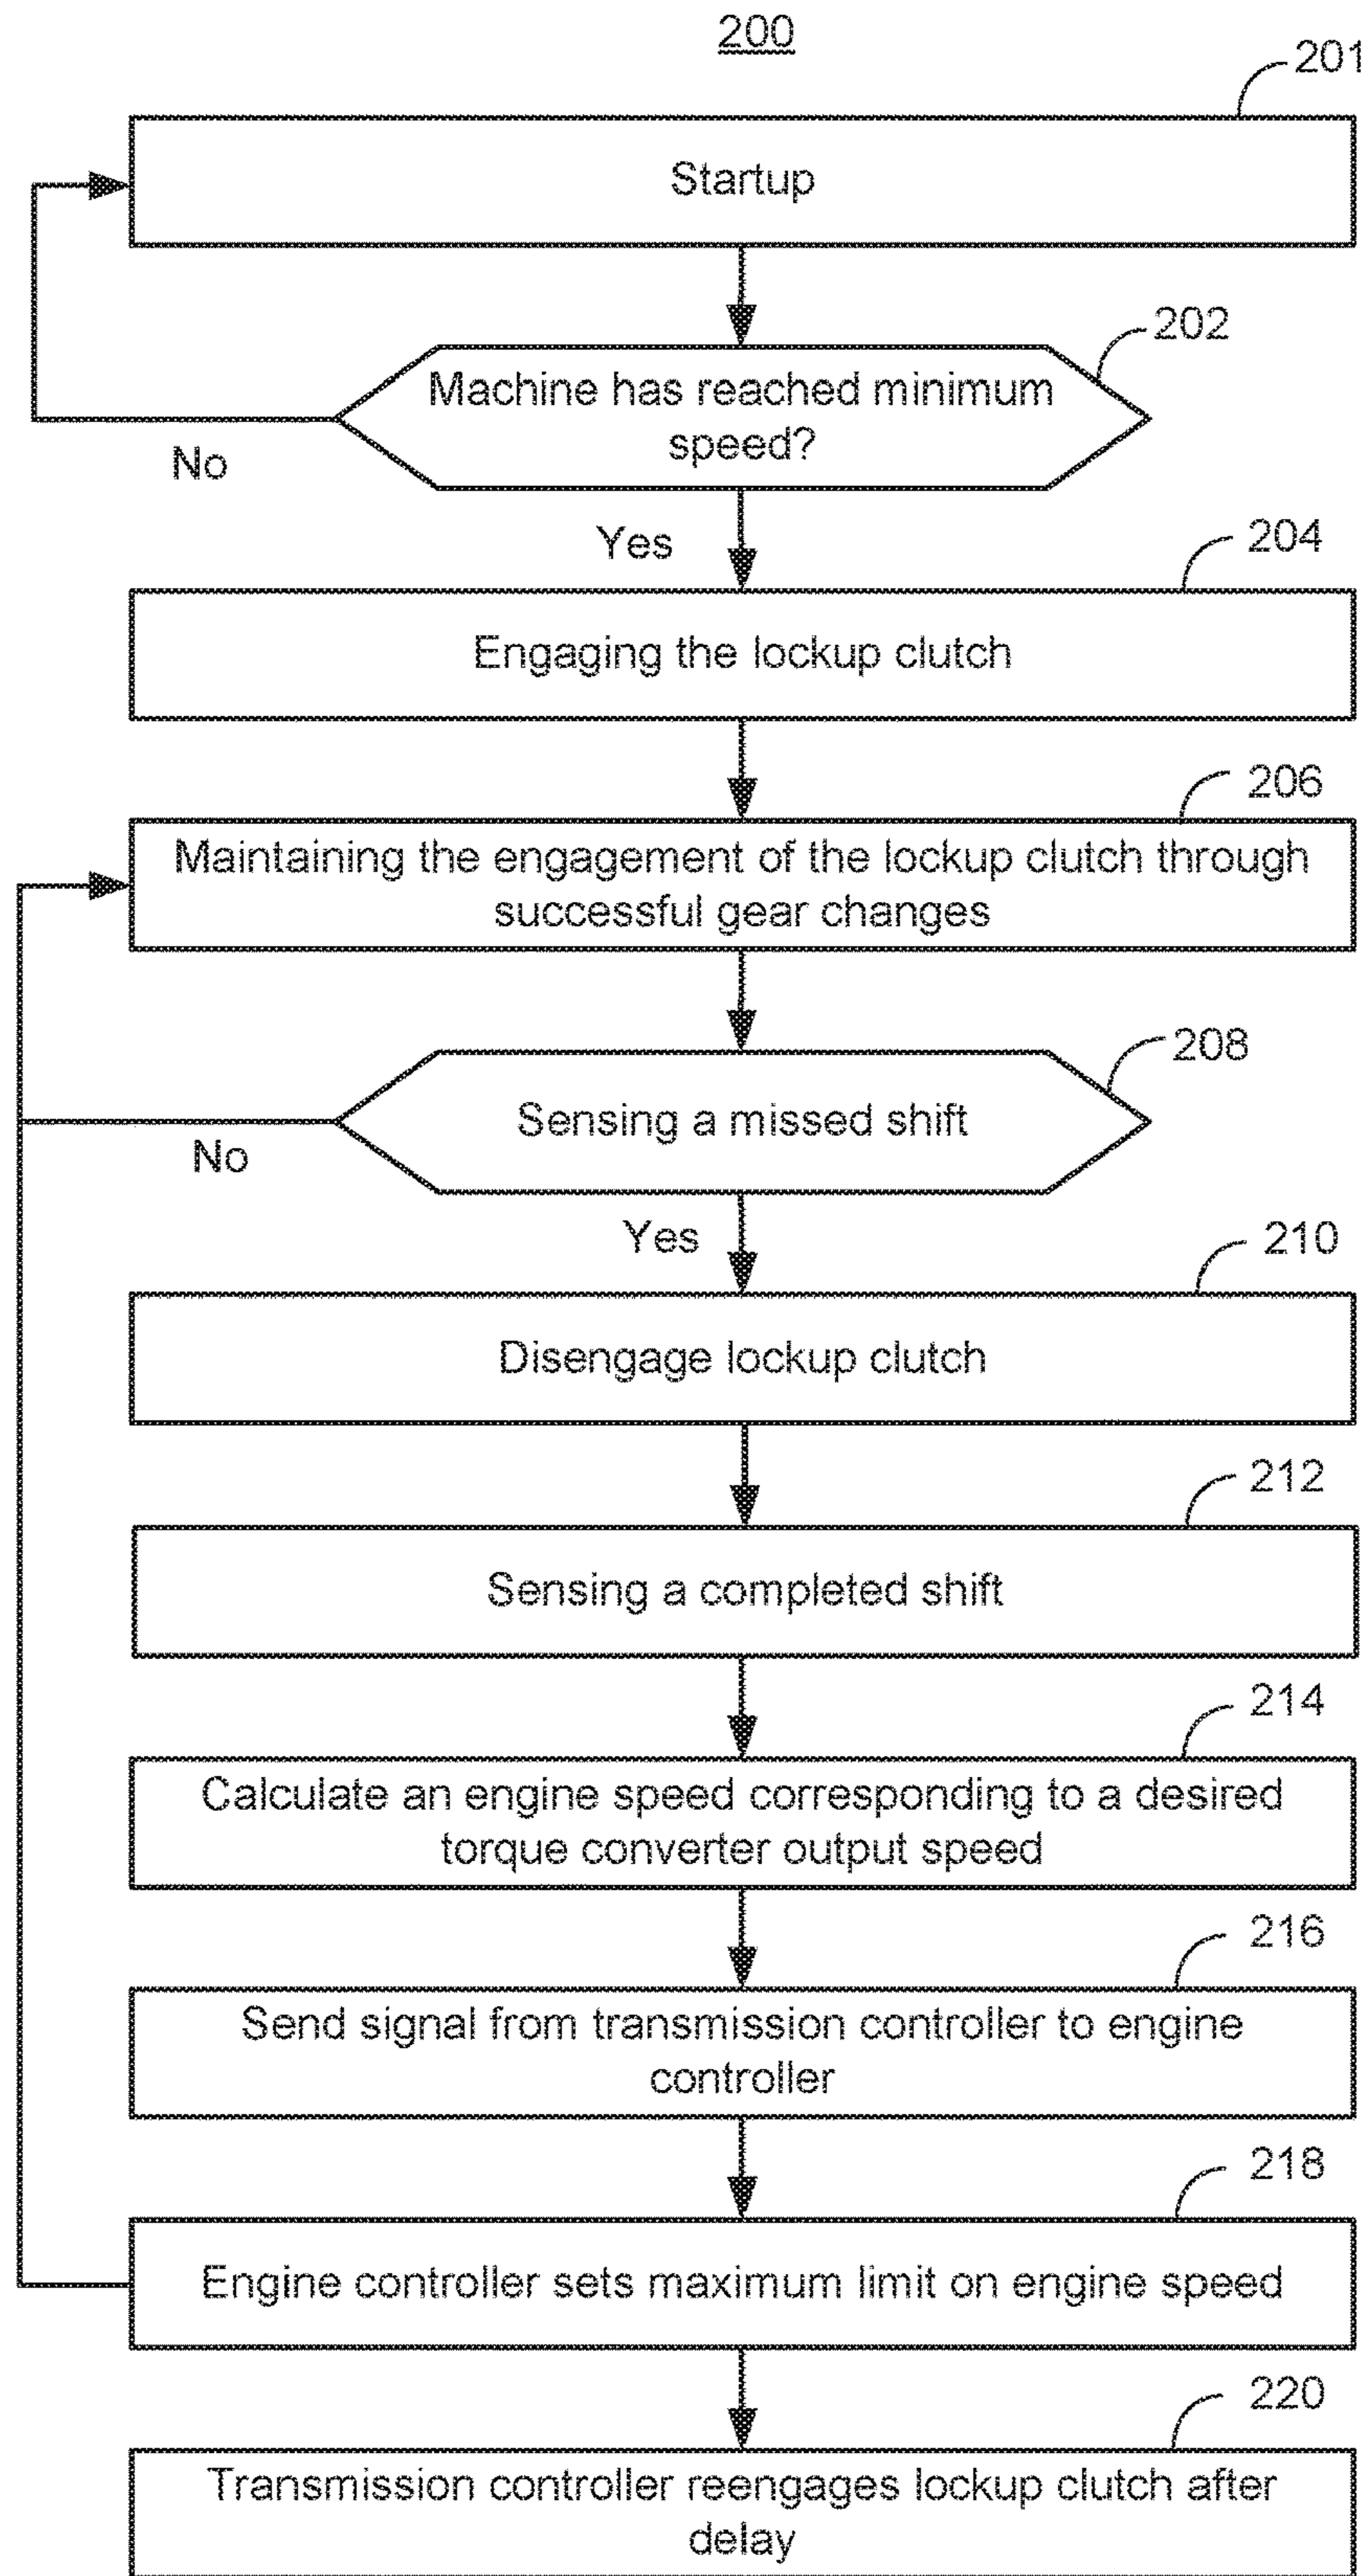 200
201
Startup
202
Machine has reached minimum
speed?
No
Yes
204
Engaging the lockup clutch
206
Maintaining the engagement of the lockup clutch through
successful gear changes
208
Sensing a missed shift
No
Yes
210
Disengage lockup clutch
212
Sensing a completed shift
214
Calculate an engine speed corresponding to a desired
torque converter output speed
216
Send signal from transmission controller to engine
controller
218
Engine controller sets maximum limit on engine speed
220
Transmission controller reengages lockup clutch after
delay